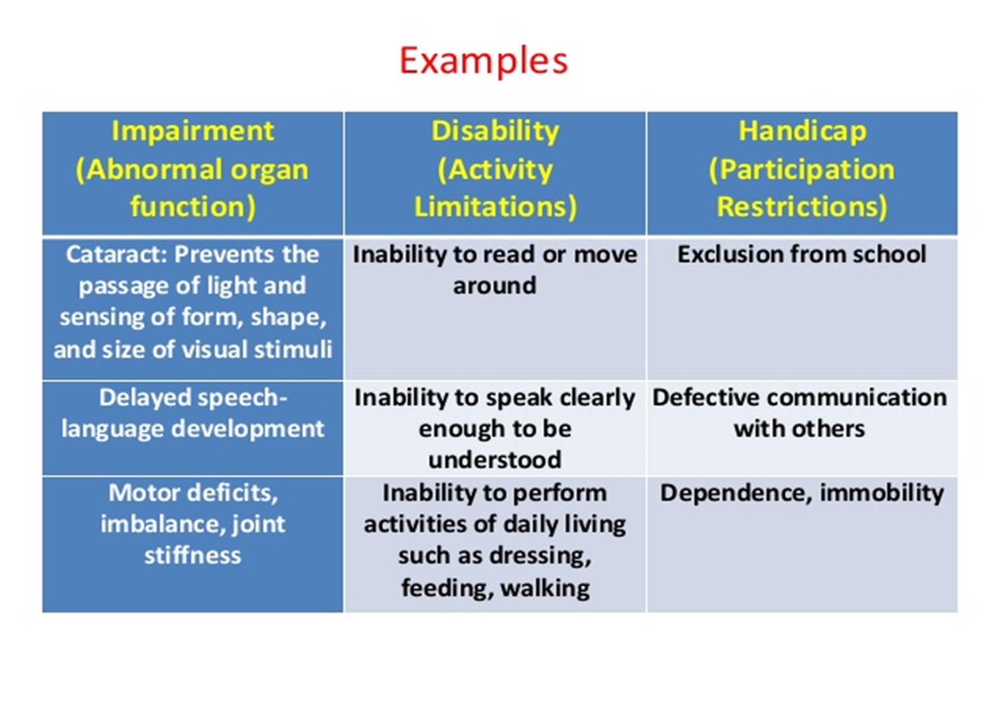 Examples
Impairment
(Abnormal organ
function)
Disability
(Activity
Limitations)
Handicap
(Participation
Restrictions)
Cataract: Prevents the
passage of light and
sensing of form, shape,
and size of visual stimuli
Inability to read or move
around
Exclusion from school
Delayed speech-
language development
Inability to speak clearly
enough to be
understood
Defective communication
with others
Motor deficits,
imbalance, joint
stiffness
Inability to perform
activities of daily living
such as dressing,
feeding, walking
Dependence, immobility